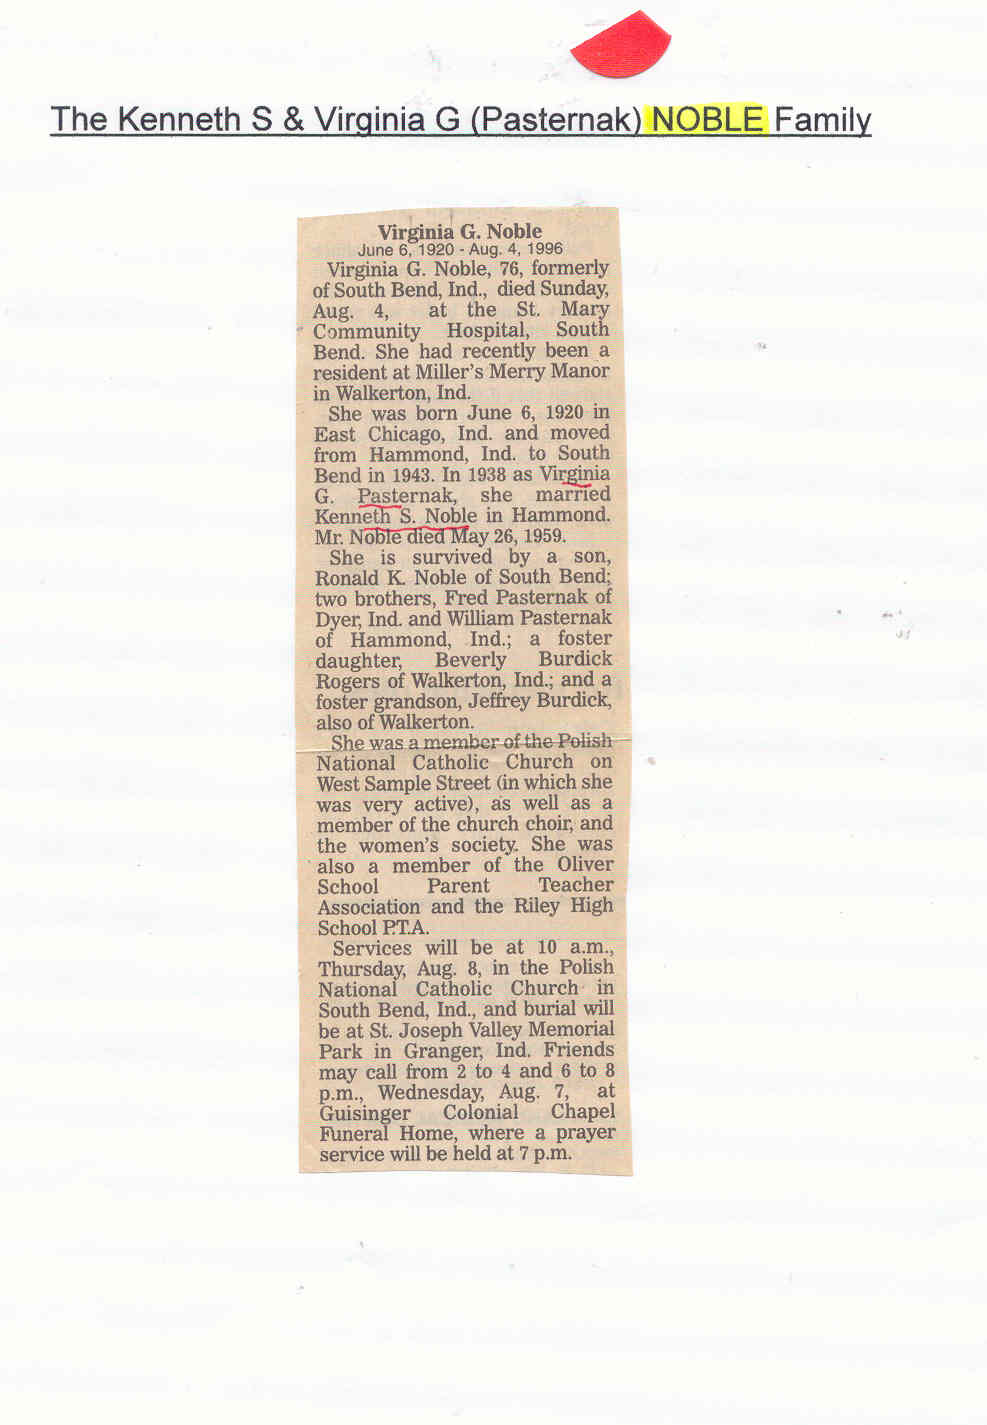 The Kenneth S & Virginia G (Pasternak) NOBLE Family
Virginia G. Noble
June 6, 1920 - Aug. 4, 1996
Virginia G. Noble, 76, formerly
of South Bend, Ind., died Sunday,
Aug. 4, at the St. Mary
Community Hospital, South
Bend. She had recently been a
resident at Miller's Merry Manor
in Walkerton, Ind.
She was born June 6, 1920 in
East Chicago, Ind. and moved
from Hammond, Ind. to South
Bend in 1943. In 1938 as Virginia
G. Pasternak, she married
Kenneth S. Noble in Hammond.
Mr. Noble died May 26, 1959.
She is survived by a son,
Ronald K. Noble of South Bend;
two brothers, Fred Pasternak of
Dyer, Ind. and William Pasternak
of Hammond, Ind.; a foster
daughter, Beverly Burdick
Rogers of Walkerton, Ind.; and a
foster grandson, Jeffrey Burdick,
also of Walkerton.
She was a member of the Polish
National Catholic Church on
West Sample Street (in which she
was very active), as well as a
member of the church choir, and
the women's society. She was
also a member of the Oliver
School Parent Teacher
Association and the Riley High
School P.T.A.
Services will be at 10 a.m.,
Thursday, Aug. 8, in the Polish
National Catholic Church in
South Bend, Ind., and burial will
be at St. Joseph Valley Memorial
Park in Granger, Ind. Friends
may call from 2 to 4 and 6 to 8
p.m., Wednesday, Aug. 7, at
Guisinger Colonial Chapel
Funeral Home, where a prayer
service will be held at 7 p.m.